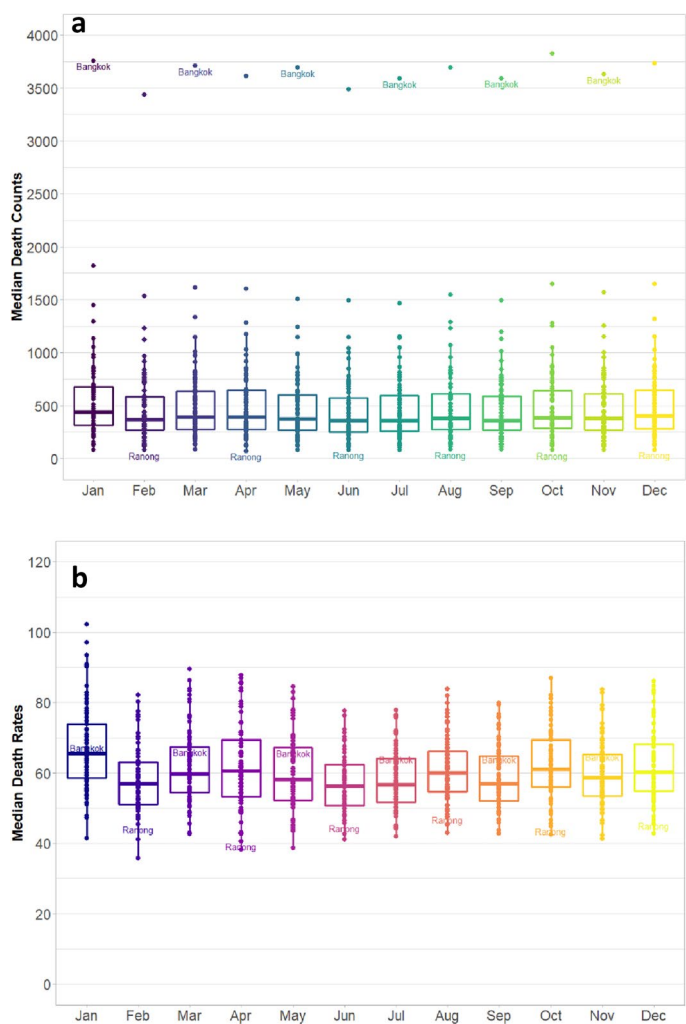 a
4000
3500
3000
2500
2000
1500
1000
500
0
Median Death Counts
Bangkok
Bangkok
Bangkok
Bangkok
Bangkok
Bangkok
Ranong
Ranong
Ranong
Ranong
Ranong
Ranong
Jan Feb Mar Apr May Jun Jul Aug Sep Oct Nov Dec
b
120
100
80
60
40
20
0
Median Death Rates
Bangkok
Bangkok
Bangkok
Bangkok
Bangkok
Bangkok
Ranong
Ranong
Ranong
Ranong
Ranong
Ranong
Jan Feb Mar Apr May Jun Jul Aug Sep Oct Nov Dec